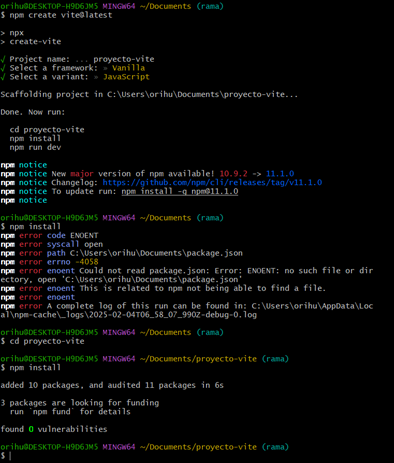 orihu@DESKTOP-H9D6JM5 MINGW64 ~/Documents (rama)
$ npm create vite@latest

> npx
> create-vite

√ Project name: ... proyecto-vite
√ Select a framework: » Vanilla
√ Select a variant: » JavaScript

Scaffolding project in C:\Users\orihu\Documents\proyecto-vite...

Done. Now run:

  cd proyecto-vite
  npm install
  npm run dev

npm notice
npm notice New major version of npm available! 10.9.2 -> 11.1.0
npm notice Changelog: https://github.com/npm/cli/releases/tag/v11.1.0
npm notice To update run: npm install -g npm@11.1.0
npm notice

orihu@DESKTOP-H9D6JM5 MINGW64 ~/Documents (rama)
$ npm install
npm error code ENOENT
npm error syscall open
npm error path C:\Users\orihu\Documents\package.json
npm error errno -4058
npm error enoent Could not read package.json: Error: ENOENT: no such file or dir
ectory, open 'C:\Users\orihu\Documents\package.json'
npm error enoent This is related to npm not being able to find a file.
npm error enoent
npm error A complete log of this run can be found in: C:\Users\orihu\AppData\Loc
al\npm-cache\_logs\2025-02-04T06_58_07_990Z-debug-0.log

orihu@DESKTOP-H9D6JM5 MINGW64 ~/Documents (rama)
$ cd proyecto-vite

orihu@DESKTOP-H9D6JM5 MINGW64 ~/Documents/proyecto-vite (rama)
$ npm install

added 10 packages, and audited 11 packages in 6s

3 packages are looking for funding
  run `npm fund` for details

found 0 vulnerabilities

orihu@DESKTOP-H9D6JM5 MINGW64 ~/Documents/proyecto-vite (rama)
$